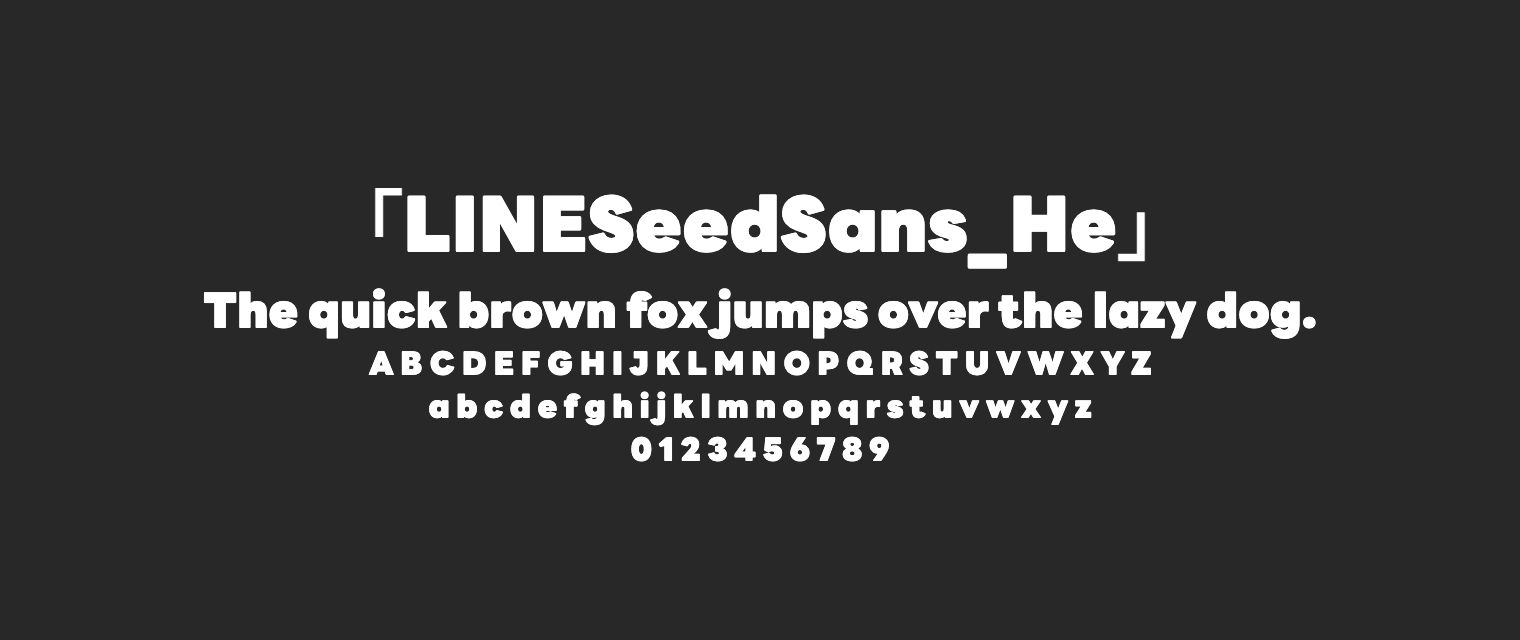 「LINESeedSans_He」
The quick brown fox jumps over the lazy dog.
A B C D E F G H I J K L M N O P Q R S T U V W X Y Z
a b c d e f g h i j k l m n o p q r s t u v w x y z
0 1 2 3 4 5 6 7 8 9